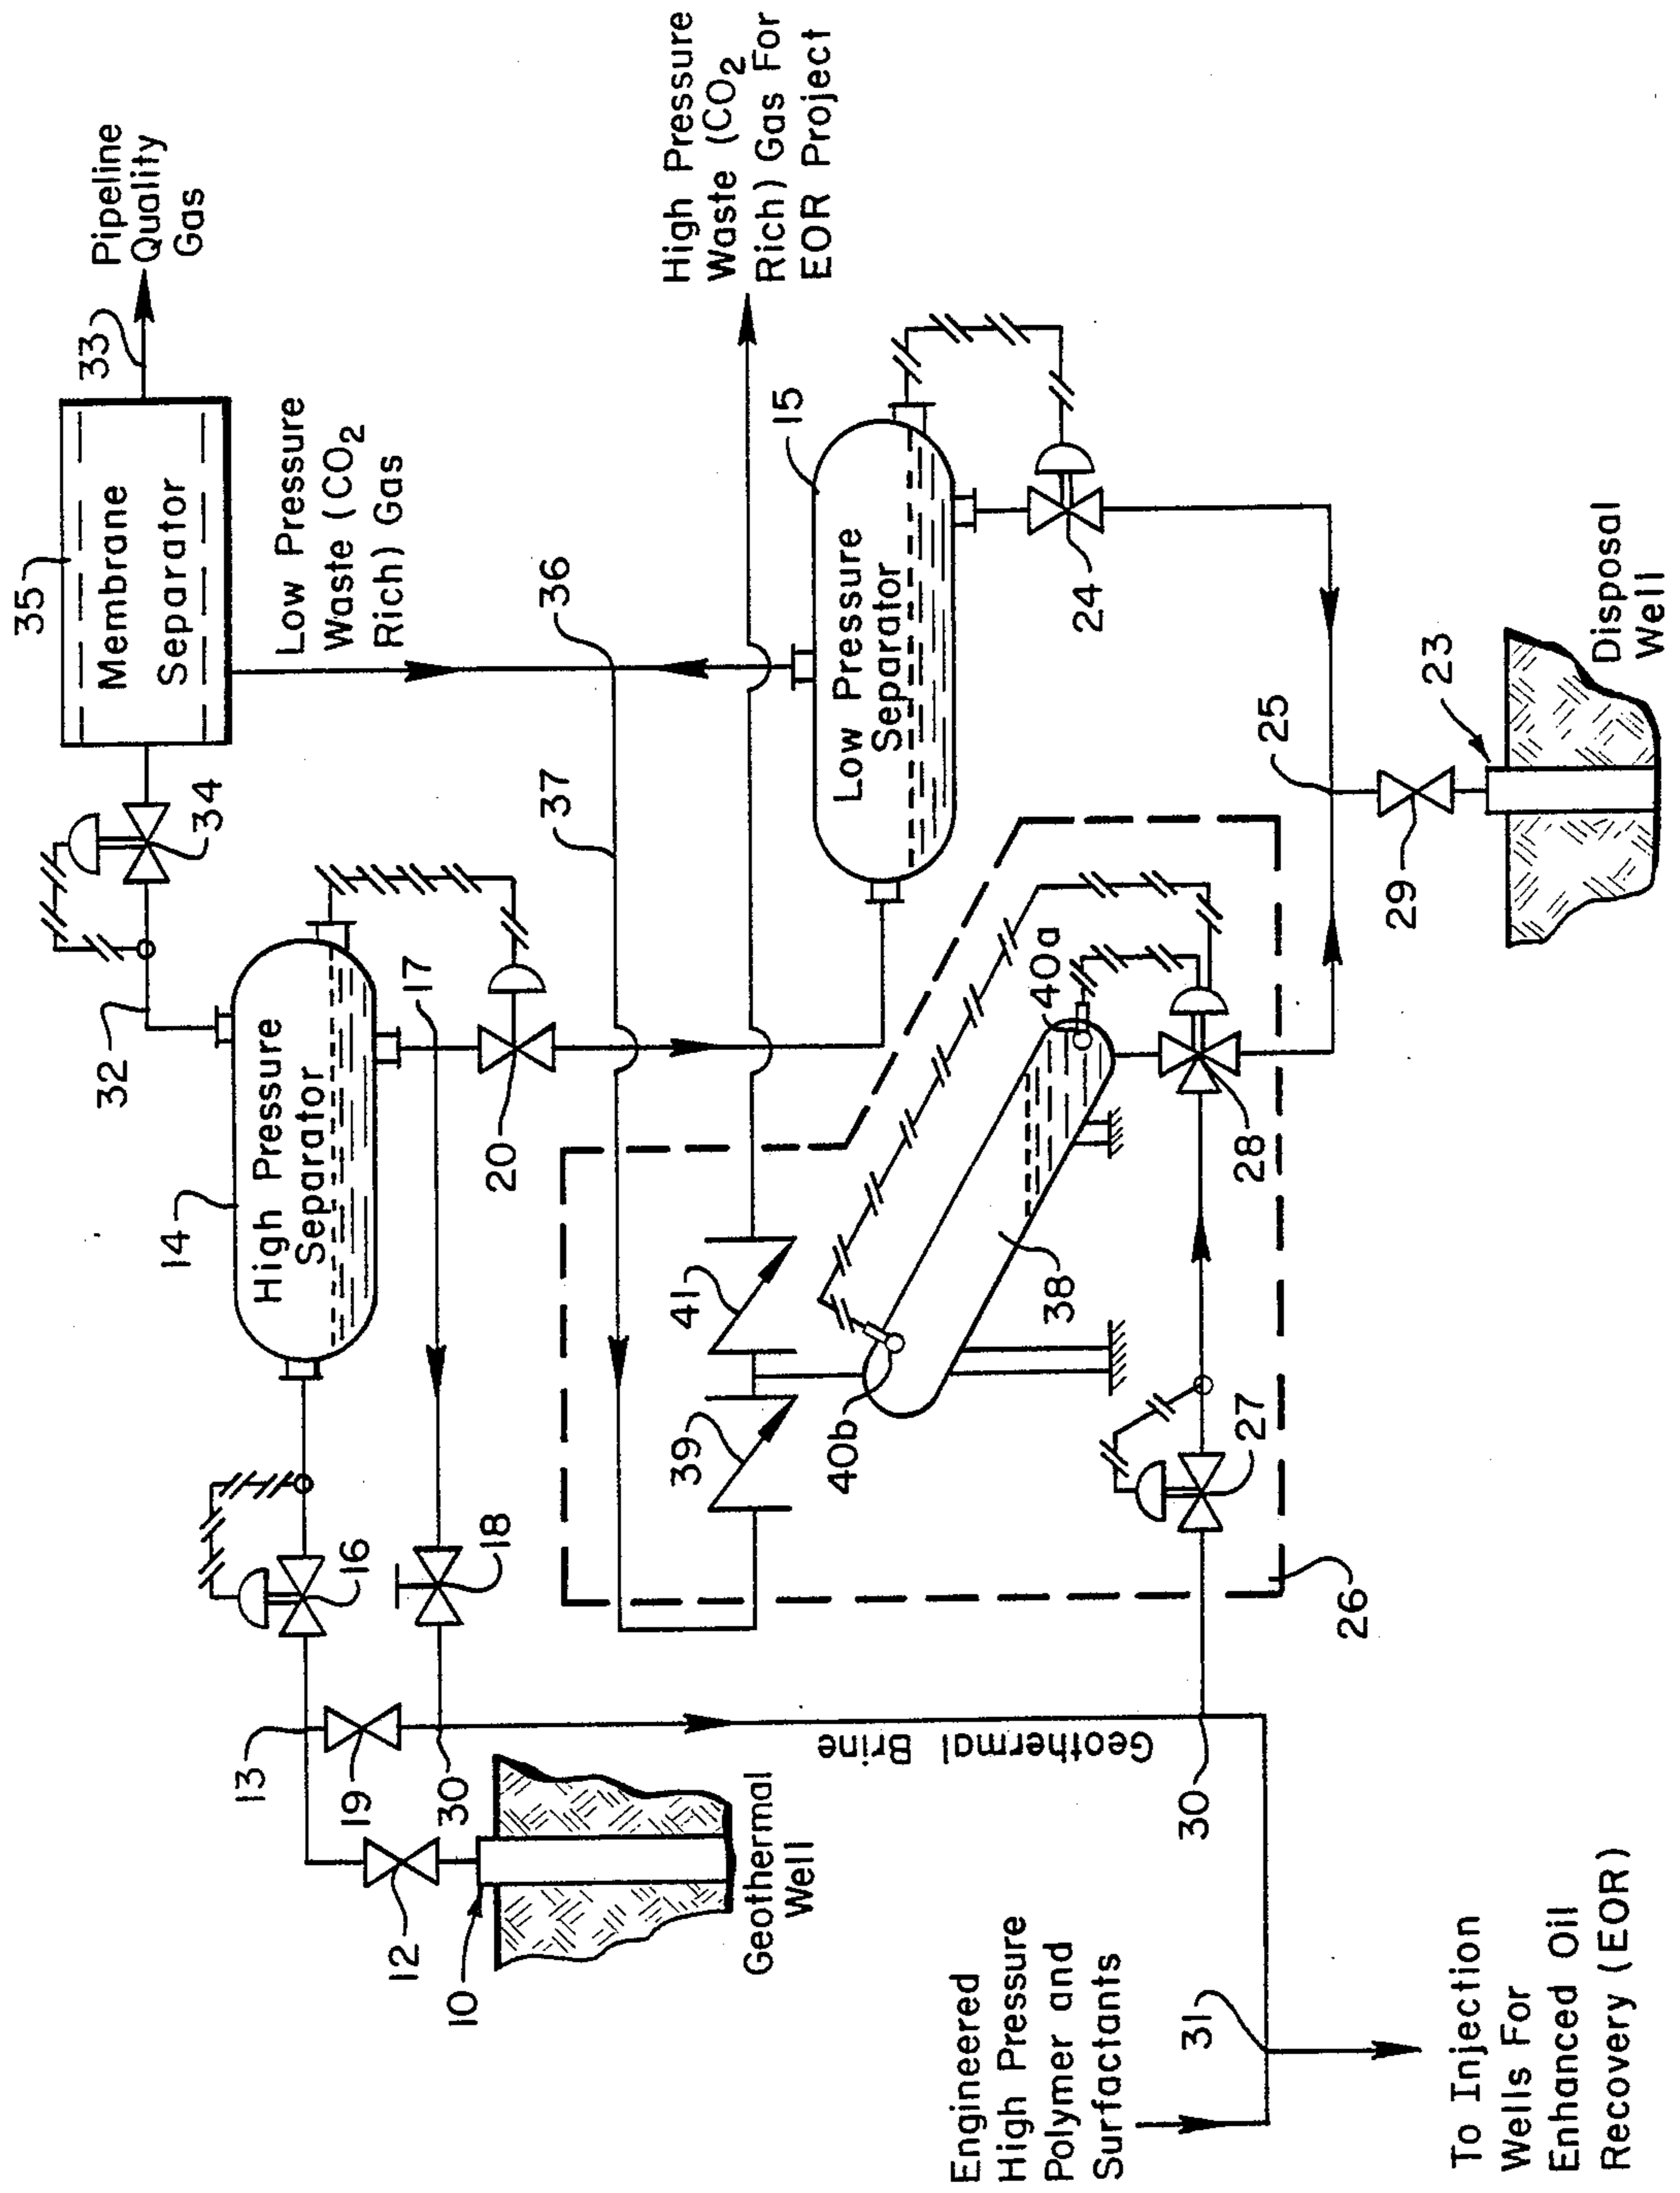 35
Membrane
Separator
33
Pipeline
Quality
Gas
34
32
Low Pressure
Waste (CO2
Rich) Gas
14
High Pressure
Separator
16
13
19
12
10
Geothermal
Well
17
18
30
20
36
37
High Pressure
Waste (CO2
Rich) Gas For
EOR Project
15
Low Pressure
Separator
24
41
39
40b
40a
38
28
27
26
Geothermal Brine
30
25
23
29
Disposal
Well
Engineered
High Pressure
Polymer and
Surfactants
31
To Injection
Wells For
Enhanced Oil
Recovery (EOR)